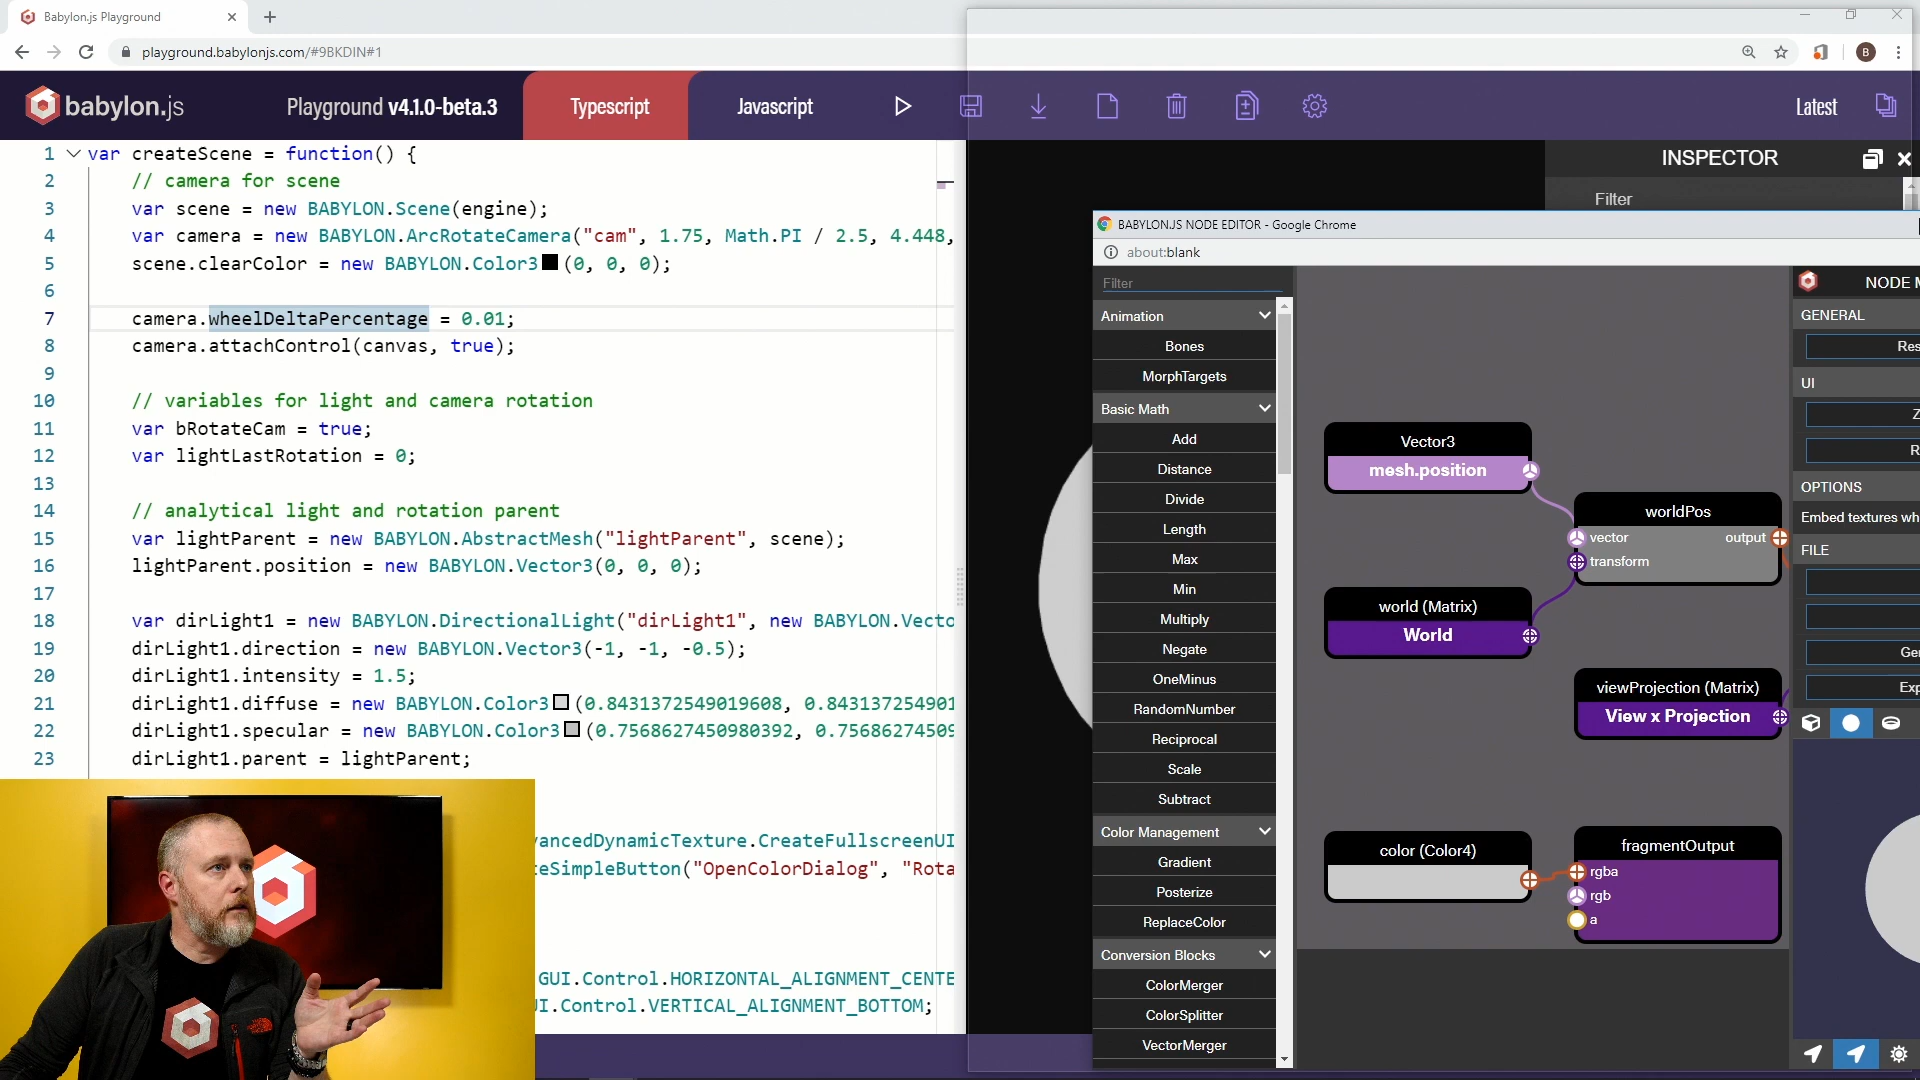 Babylon.js Playground
playground.babylonjs.com/#9BKDIN#1
B
babylon.js
Playground v4.1.0-beta.3
Typescript
Javascript
Latest
1 var createScene = function() {
2 // camera for scene
3 var scene = new BABYLON.Scene(engine);
4 var camera = new BABYLON.ArcRotateCamera("cam", 1.75, Math.PI / 2.5, 4.448,
5 scene.clearColor = new BABYLON.Color3 (0, 0, 0);
6
7 camera.wheelDeltaPercentage = 0.01;
8 camera.attachControl(canvas, true);
9
10 // variables for light and camera rotation
11 var bRotateCam = true;
12 var lightLastRotation = 0;
13
14 // analytical light and rotation parent
15 var lightParent = new BABYLON.AbstractMesh("lightParent", scene);
16 lightParent.position = new BABYLON.Vector3(0, 0, 0);
17
18 var dirLight1 = new BABYLON.DirectionalLight("dirLight1", new BABYLON.Vecto
19 dirLight1.direction = new BABYLON.Vector3(-1, -1, -0.5);
20 dirLight1.intensity = 1.5;
21 dirLight1.diffuse = new BABYLON.Color3 (0.8431372549019608, 0.843137254901
22 dirLight1.specular = new BABYLON.Color3 (0.7568627450980392, 0.75686274509
23 dirLight1.parent = lightParent;
vancedDynamicTexture.CreateFullscreenUI
teSimpleButton("OpenColorDialog", "Rota
GUI.Control.HORIZONTAL_ALIGNMENT_CENTE
UI.Control.VERTICAL_ALIGNMENT_BOTTOM;
INSPECTOR
Filter
BABYLON.JS NODE EDITOR - Google Chrome
about:blank
Filter
Animation
Bones
MorphTargets
Basic Math
Add
Distance
Divide
Length
Max
Min
Multiply
Negate
OneMinus
RandomNumber
Reciprocal
Scale
Subtract
Color Management
Gradient
Posterize
ReplaceColor
Conversion Blocks
ColorMerger
ColorSplitter
VectorMerger
Vector3
mesh.position
worldPos
vector
output
transform
world (Matrix)
World
viewProjection (Matrix)
View x Projection
color (Color4)
fragmentOutput
rgba
rgb
a
NODE M
GENERAL
Res
UI
Z
R
OPTIONS
Embed textures wh
FILE
Ge
Exp